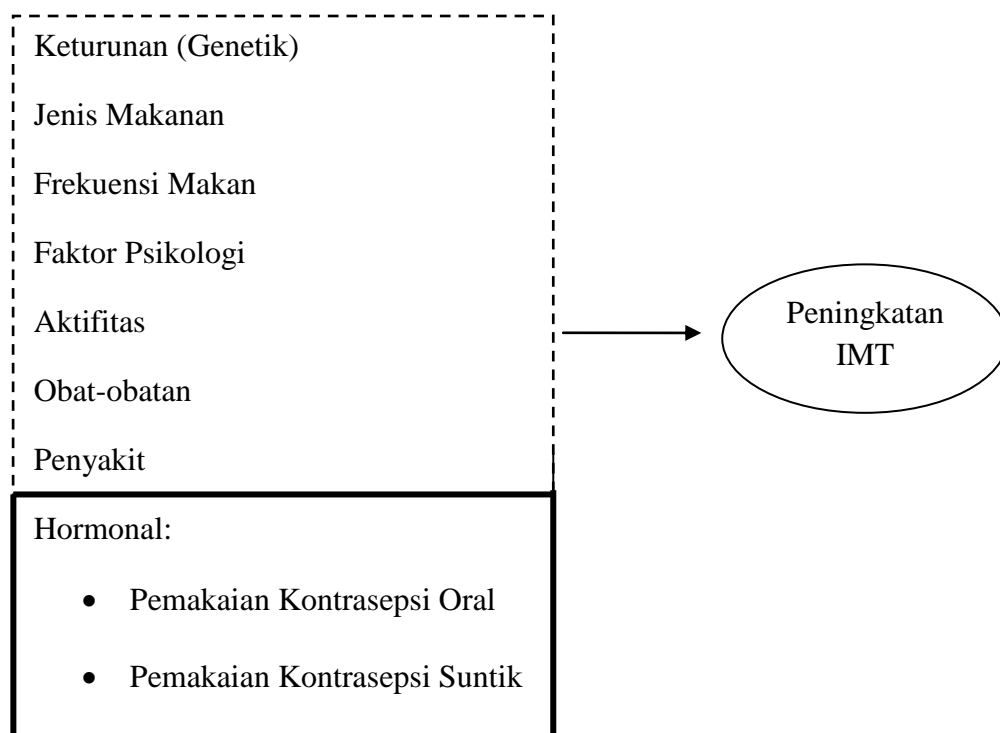 Keturunan (Genetik)
Jenis Makanan
Frekuensi Makan
Faktor Psikologi
Aktifitas
Obat-obatan
Penyakit
Hormonal:
• Pemakaian Kontrasepsi Oral
• Pemakaian Kontrasepsi Suntik
Peningkatan
IMT